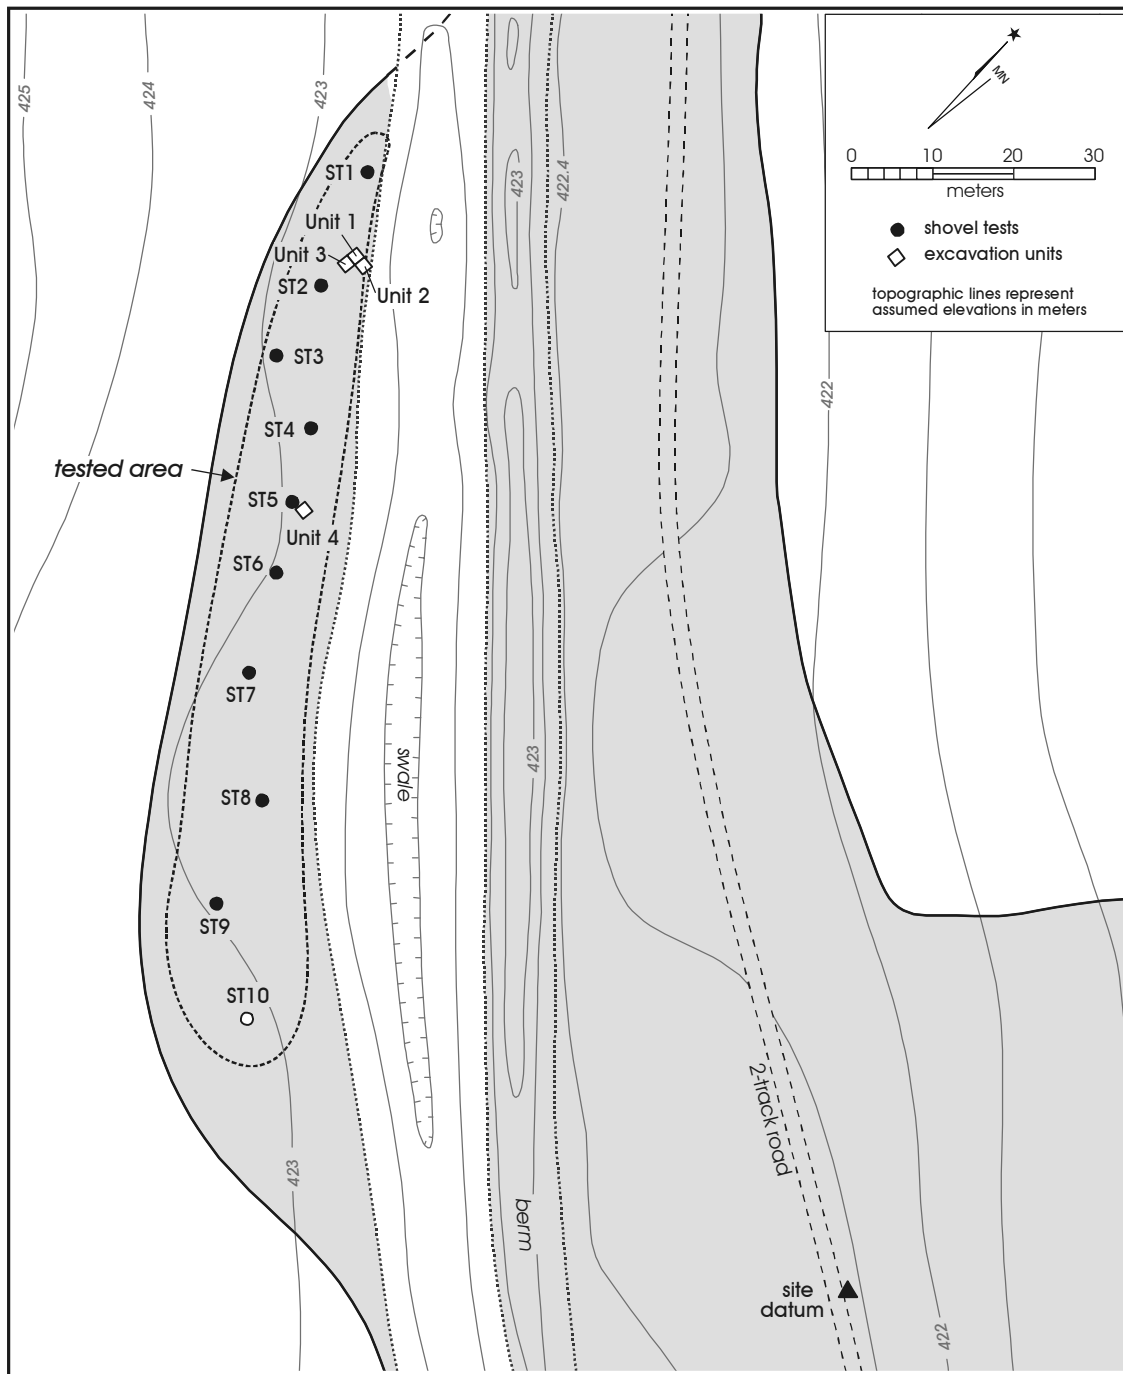 425
424
423
MN
0 10 20 30
meters
shovel tests
excavation units
topographic lines represent
assumed elevations in meters
ST1
423
422.4
Unit 1
Unit 3
ST2
Unit 2
ST3
422
ST4
tested area
ST5
Unit 4
ST6
ST7
swale
423
ST8
ST9
ST10
2-track road
423
berm
site
datum
422